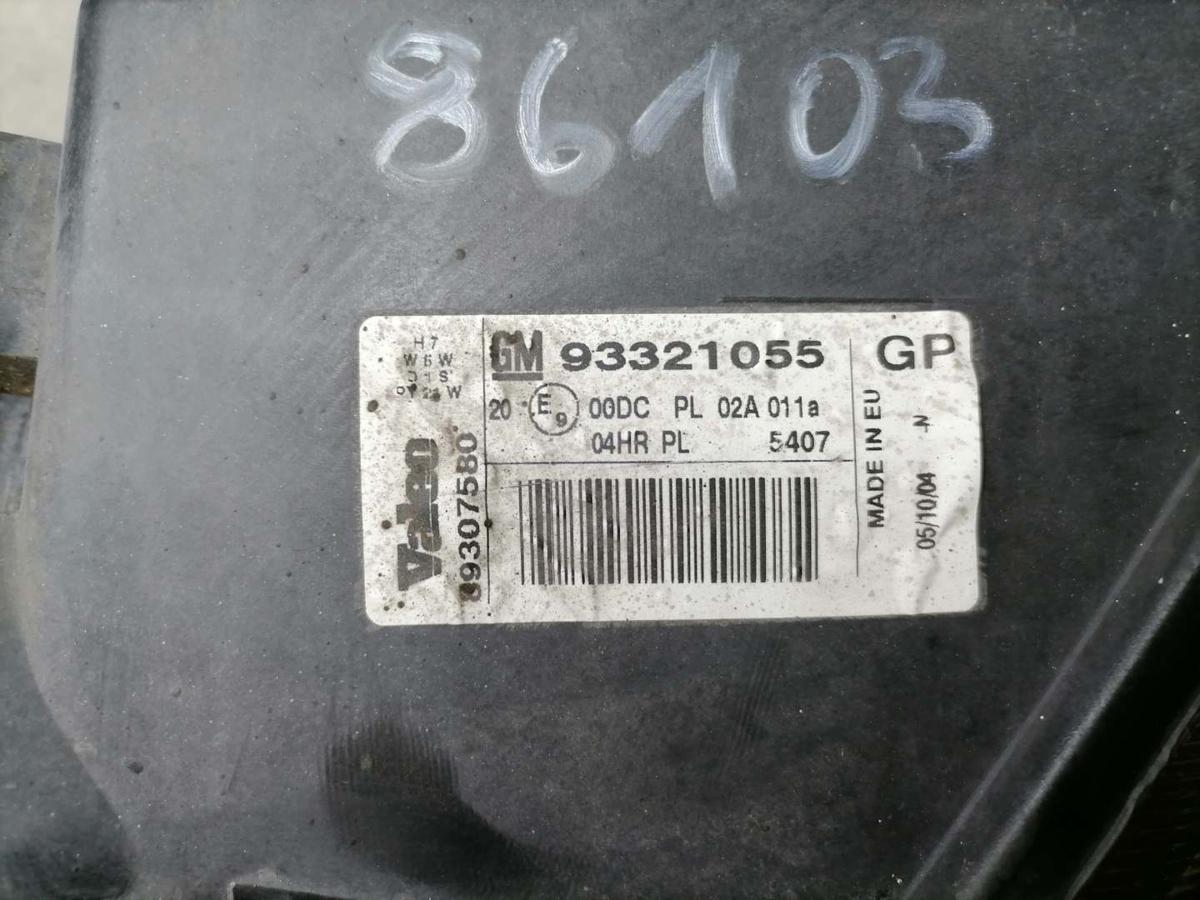 86103
H7
W6W
D1S
PY21W
GM 93321055 GP
20 E9 00DC PL 02A 011a
04HR PL 5407
Valeo
89307580
MADE IN EU
05/10/04 -N